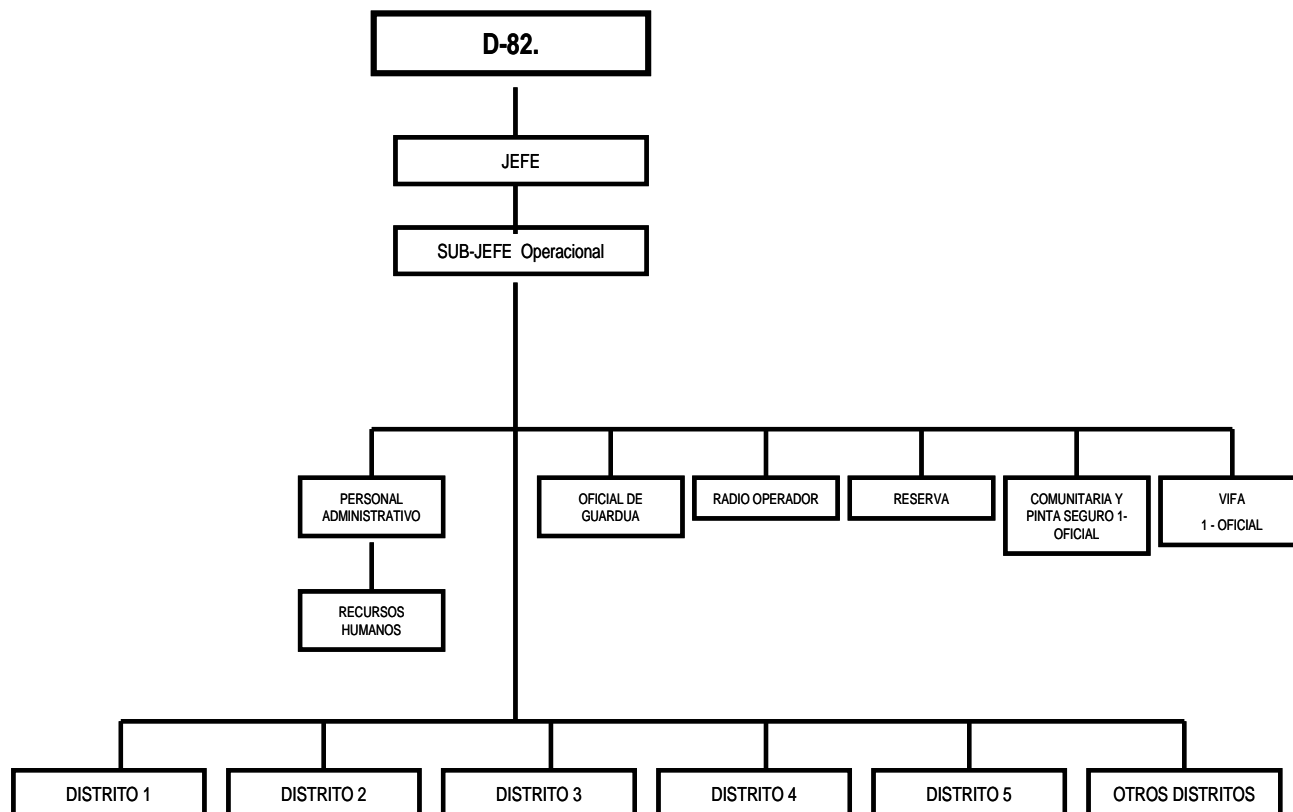 D-82.
JEFE
SUB-JEFE Operacional
PERSONAL
ADMINISTRATIVO
OFICIAL DE
GUARDUA
RADIO OPERADOR
RESERVA
COMUNITARIA Y
PINTA SEGURO 1-
OFICIAL
VIFA
1 - OFICIAL
RECURSOS
HUMANOS
DISTRITO 1
DISTRITO 2
DISTRITO 3
DISTRITO 4
DISTRITO 5
OTROS DISTRITOS